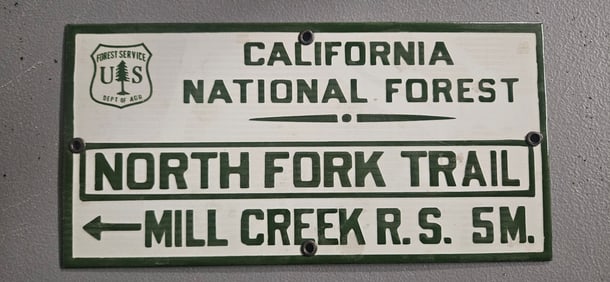 FOREST SERVICE
U S
DEPT OF AGR
CALIFORNIA
NATIONAL FOREST
NORTH FORK TRAIL
MILL CREEK R. S. 5M.